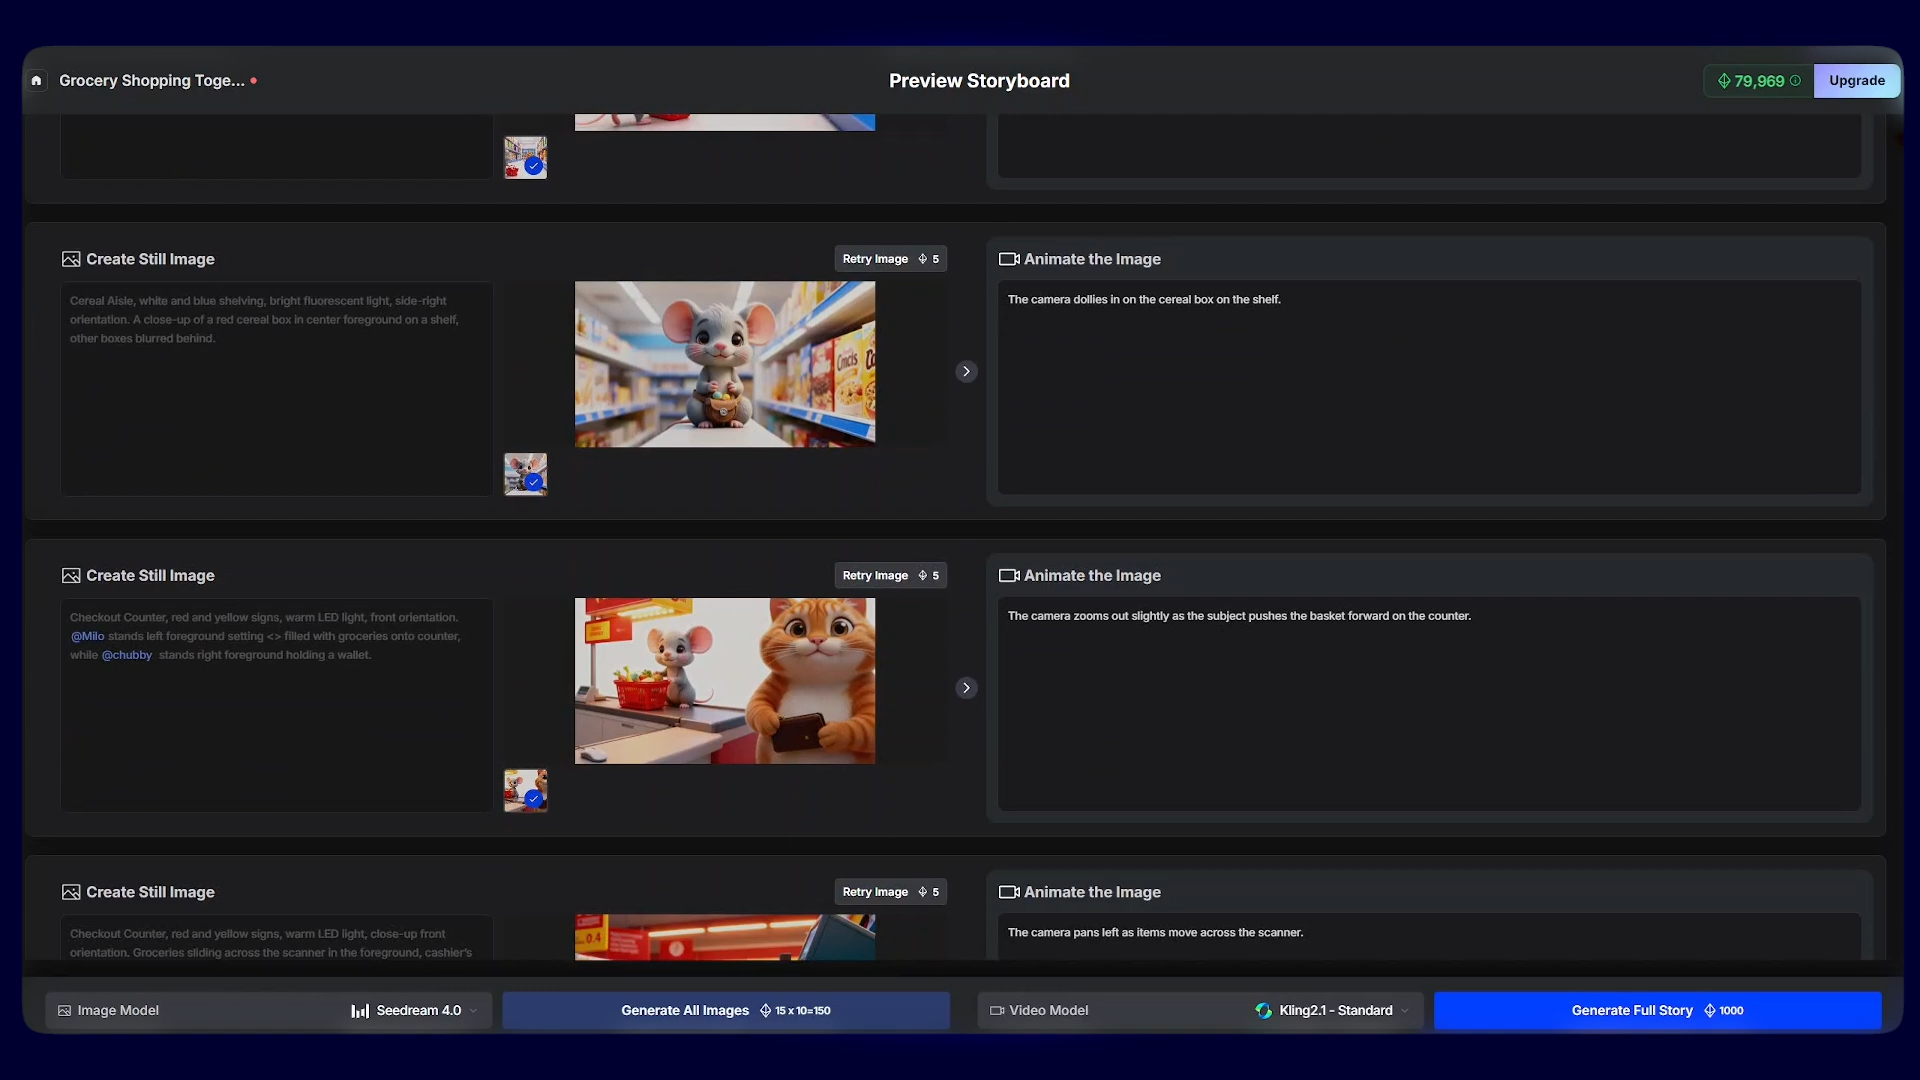 Grocery Shopping Toge...
Preview Storyboard
79,969
Upgrade
Create Still Image
Retry Image 5
Animate the Image
Cereal Aisle, white and blue shelving, bright fluorescent light, side-right
orientation. A close-up of a red cereal box in center foreground on a shelf,
other boxes blurred behind.
The camera dollies in on the cereal box on the shelf.
Create Still Image
Retry Image 5
Animate the Image
Checkout Counter, red and yellow signs, warm LED light, front orientation.
@Milo stands left foreground setting <> filled with groceries onto counter,
while @chubby stands right foreground holding a wallet.
The camera zooms out slightly as the subject pushes the basket forward on the counter.
Create Still Image
Retry Image 5
Animate the Image
Checkout Counter, red and yellow signs, warm LED light, close-up front
orientation. Groceries sliding across the scanner in the foreground, cashier's
The camera pans left as items move across the scanner.
Image Model
Seedream 4.0
Generate All Images 15 x 10=150
Video Model
Kling2.1 - Standard
Generate Full Story 1000